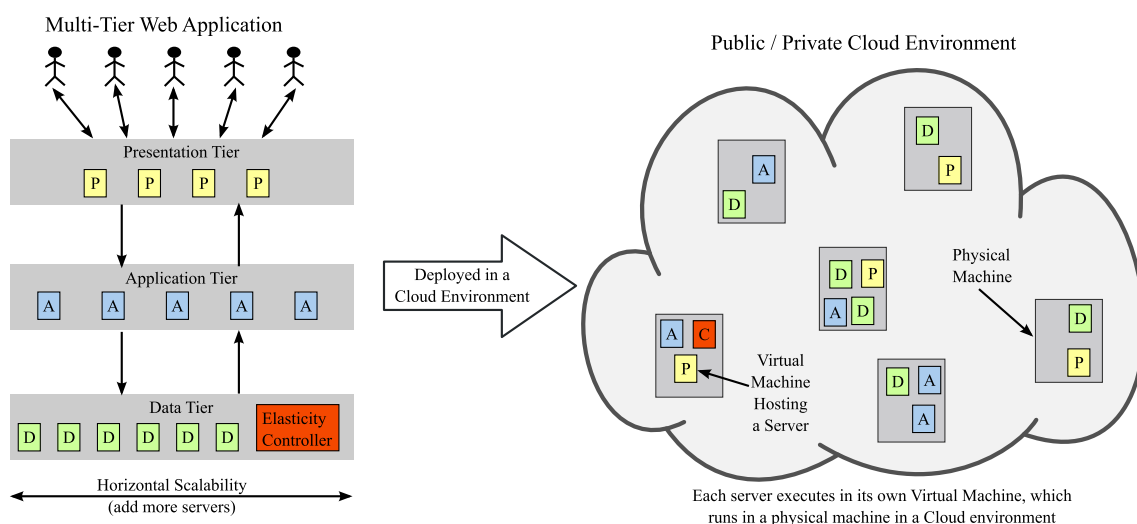 Multi-Tier Web Application
Presentation Tier
P P P P
Application Tier
A A A A A
Data Tier
D D D D D D
Elasticity
Controller
Horizontal Scalability
(add more servers)
Deployed in a
Cloud Environment
Public / Private Cloud Environment
D
P
A
D
D P
A D
Physical
Machine
D
P
A C
P
Virtual
Machine
Hosting
a Server
D A
A
Each server executes in its own Virtual Machine, which
runs in a physical machine in a Cloud environment